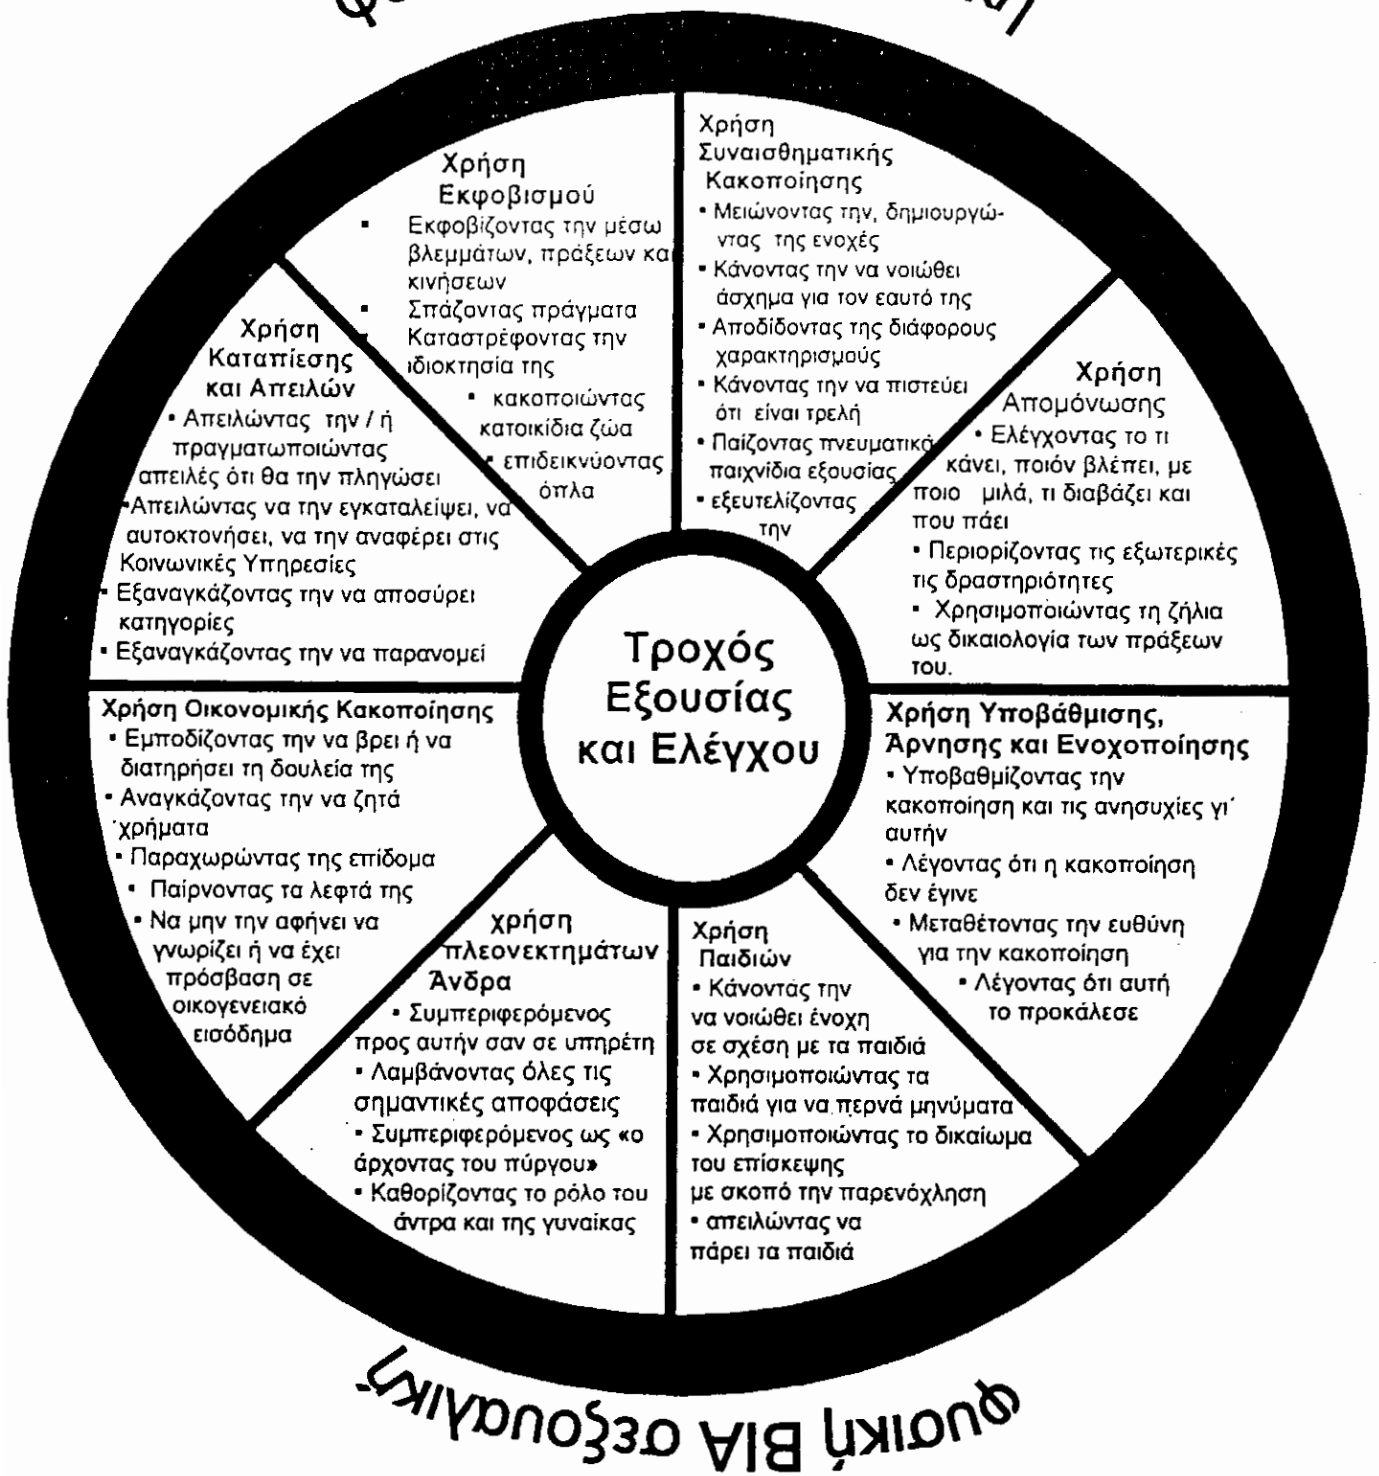 Χρήση
Εκφοβισμού
▪ Εκφοβίζοντας την μέσω
βλεμμάτων, πράξεων και
κινήσεων
▪ Σπάζοντας πράγματα
▪ Καταστρέφοντας την
ιδιοκτησία της
▪ κακοποιώντας
κατοικίδια ζώα
▪ επιδεικνύοντας
όπλα
Χρήση
Συναισθηματικής
Κακοποίησης
▪ Μειώνοντας την, δημιουργώ-
ντας της ενοχές
▪ Κάνοντας την να νοιώθει
άσχημα για τον εαυτό της
▪ Αποδίδοντας της διάφορους
χαρακτηρισμούς
▪ Κάνοντας την να πιστεύει
ότι είναι τρελή
▪ Παίζοντας πνευματικά
παιχνίδια εξουσίας
▪ εξευτελίζοντας
την
Χρήση
Απομόνωσης
▪ Ελέγχοντας το τι
κάνει, ποιόν βλέπει, με
ποιο μιλά, τι διαβάζει και
που πάει
▪ Περιορίζοντας τις εξωτερικές
τις δραστηριότητες
▪ Χρησιμοποιώντας τη ζήλια
ως δικαιολογία των πράξεων
του.
Χρήση Υποβάθμισης,
Άρνησης και Ενοχοποίησης
▪ Υποβαθμίζοντας την
κακοποίηση και τις ανησυχίες γι΄
αυτήν
▪ Λέγοντας ότι η κακοποίηση
δεν έγινε
▪ Μεταθέτοντας την ευθύνη
για την κακοποίηση
▪ Λέγοντας ότι αυτή
το προκάλεσε
Χρήση
Παιδιών
▪ Κάνοντας την
να νοιώθει ένοχη
σε σχέση με τα παιδιά
▪ Χρησιμοποιώντας τα
παιδιά για να περνά μηνύματα
▪ Χρησιμοποιώντας το δικαίωμα
του επίσκεψης
με σκοπό την παρενόχληση
▪ απειλώντας να
πάρει τα παιδιά
χρήση
πλεονεκτημάτων
Άνδρα
▪ Συμπεριφερόμενος
προς αυτήν σαν σε υπηρέτη
▪ Λαμβάνοντας όλες τις
σημαντικές αποφάσεις
▪ Συμπεριφερόμενος ως «ο
άρχοντας του πύργου»
▪ Καθορίζοντας το ρόλο του
άντρα και της γυναίκας
Χρήση Οικονομικής Κακοποίησης
▪ Εμποδίζοντας την να βρει ή να
διατηρήσει τη δουλεία της
▪ Αναγκάζοντας την να ζητά
χρήματα
▪ Παραχωρώντας της επίδομα
▪ Παίρνοντας τα λεφτά της
▪ Να μην την αφήνει να
γνωρίζει ή να έχει
πρόσβαση σε
οικογενειακό
εισόδημα
Χρήση
Καταπίεσης
και Απειλών
▪ Απειλώντας την / ή
πραγματωποιώντας
απειλές ότι θα την πληγώσει
▪ Απειλώντας να την εγκαταλείψει, να
αυτοκτονήσει, να την αναφέρει στις
Κοινωνικές Υπηρεσίες
▪ Εξαναγκάζοντας την να αποσύρει
κατηγορίες
▪ Εξαναγκάζοντας την να παρανομεί
Τροχός
Εξουσίας
και Ελέγχου
φυσική ΒΙΑ σεξουαλική